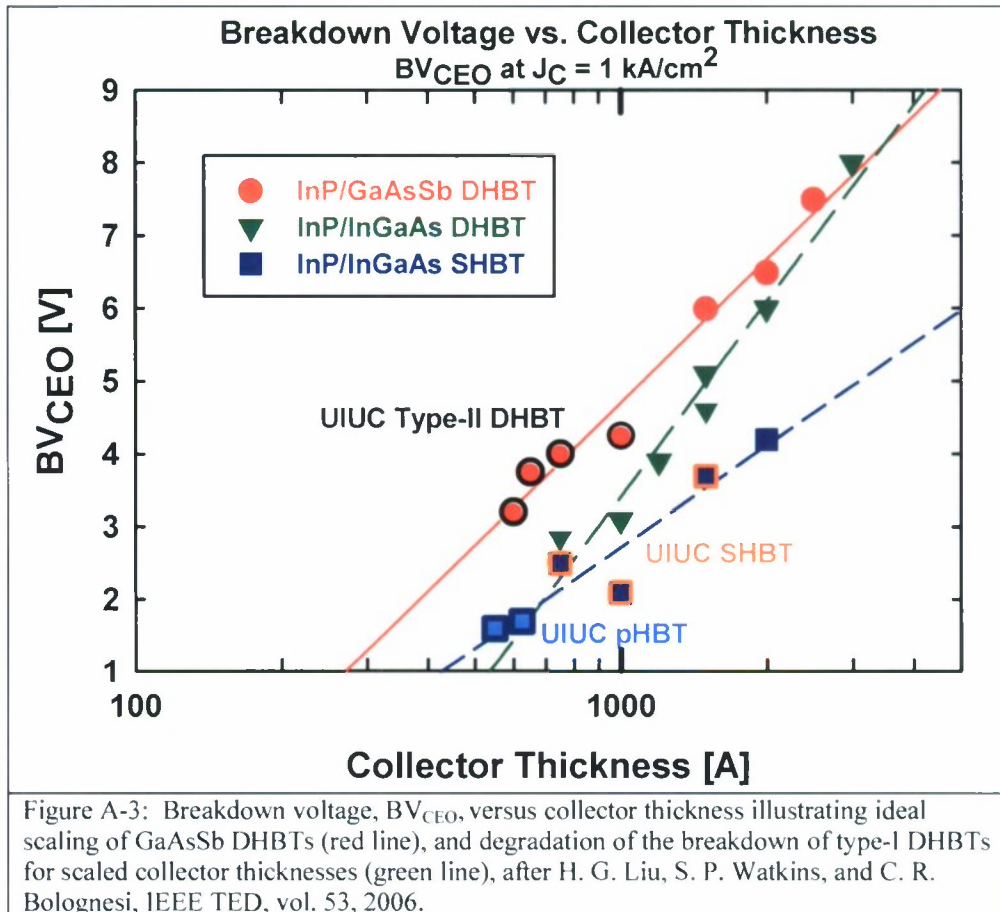 Breakdown Voltage vs. Collector Thickness
BVCEO at JC = 1 kA/cm2
9
8
7
6
5
4
3
2
1
BVCEO [V]
InP/GaAsSb DHBT
InP/InGaAs DHBT
InP/InGaAs SHBT
UIUC Type-II DHBT
UIUC SHBT
UIUC pHBT
100
1000
Collector Thickness [A]
Figure A-3: Breakdown voltage, BVCEO, versus collector thickness illustrating ideal
scaling of GaAsSb DHBTs (red line), and degradation of the breakdown of type-I DHBTs
for scaled collector thicknesses (green line), after H. G. Liu, S. P. Watkins, and C. R.
Bolognesi, IEEE TED, vol. 53, 2006.